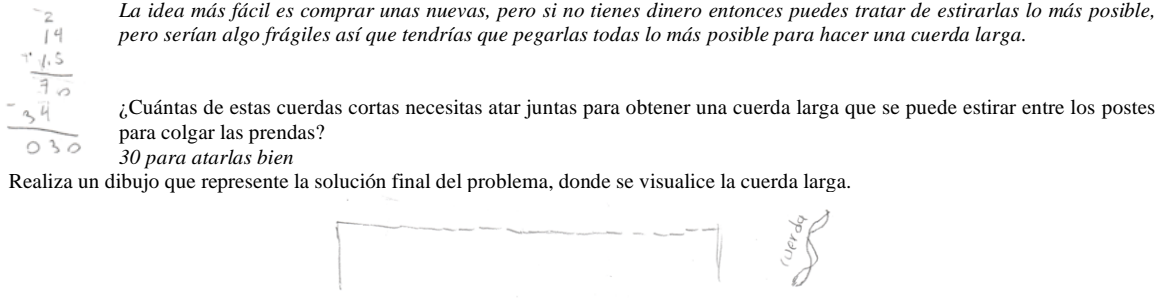 La idea más fácil es comprar unas nuevas, pero si no tienes dinero entonces puedes tratar de estirarlas lo más posible,
pero serían algo frágiles así que tendrías que pegarlas todas lo más posible para hacer una cuerda larga.
2
14
1.5
70
34
030
¿Cuántas de estas cuerdas cortas necesitas atar juntas para obtener una cuerda larga que se puede estirar entre los postes
para colgar las prendas?
30 para atarlas bien
Realiza un dibujo que represente la solución final del problema, donde se visualice la cuerda larga.
cuerda